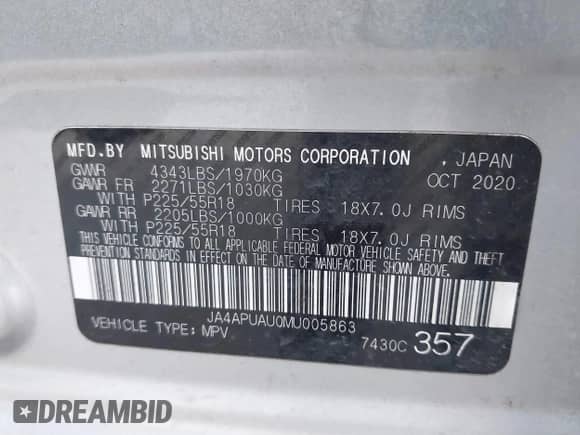 MFD.BY MITSUBISHI MOTORS CORPORATION , JAPAN
GVWR 4343LBS/1970KG OCT 2020
GAWR FR 2271LBS/1030KG
WITH P225/55R18 TIRES 18X7.0J RIMS
GAWR RR 2205LBS/1000KG
WITH P225/55R18 TIRES 18X7.0J RIMS
THIS VEHICLE CONFORMS TO ALL APPLICABLE FEDERAL MOTOR VEHICLE SAFETY AND THEFT
PREVENTION STANDARDS IN EFFECT ON THE DATE OF MANUFACTURE SHOWN ABOVE.
JA4APUAU0MU005863
VEHICLE TYPE: MPV 7430C 357
DREAMBID